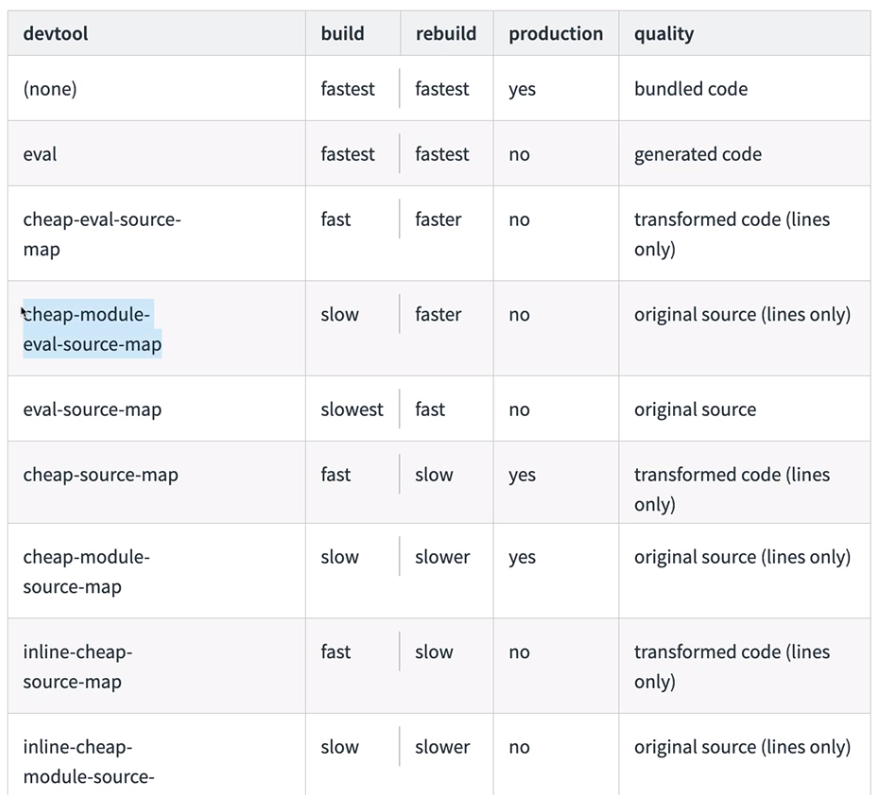 devtool build rebuild production quality
(none) fastest fastest yes bundled code
eval fastest fastest no generated code
cheap-eval-source- fast faster no transformed code (lines
map only)
cheap-module- slow faster no original source (lines only)
eval-source-map
eval-source-map slowest fast no original source
cheap-source-map fast slow yes transformed code (lines
only)
cheap-module- slow slower yes original source (lines only)
source-map
inline-cheap- fast slow no transformed code (lines
source-map only)
inline-cheap- slow slower no original source (lines only)
module-source-